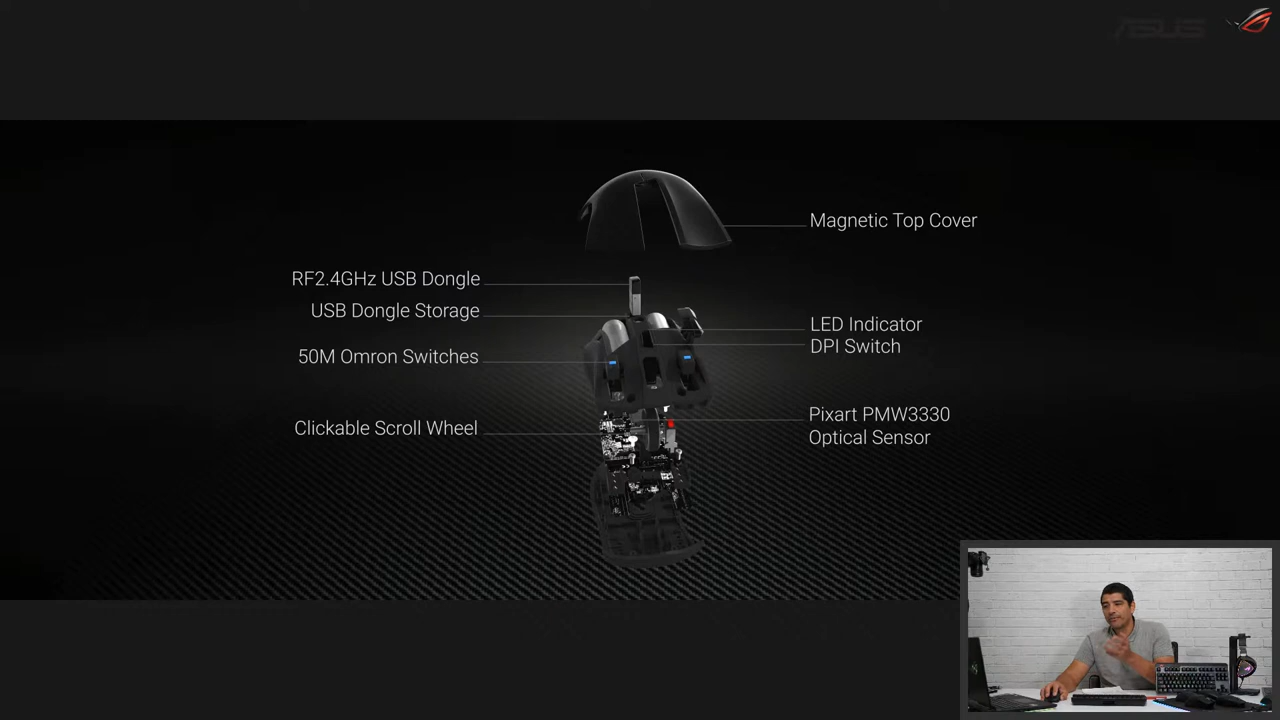 ASUS
Magnetic Top Cover
RF2.4GHz USB Dongle
USB Dongle Storage
LED Indicator
DPI Switch
50M Omron Switches
Pixart PMW3330
Optical Sensor
Clickable Scroll Wheel